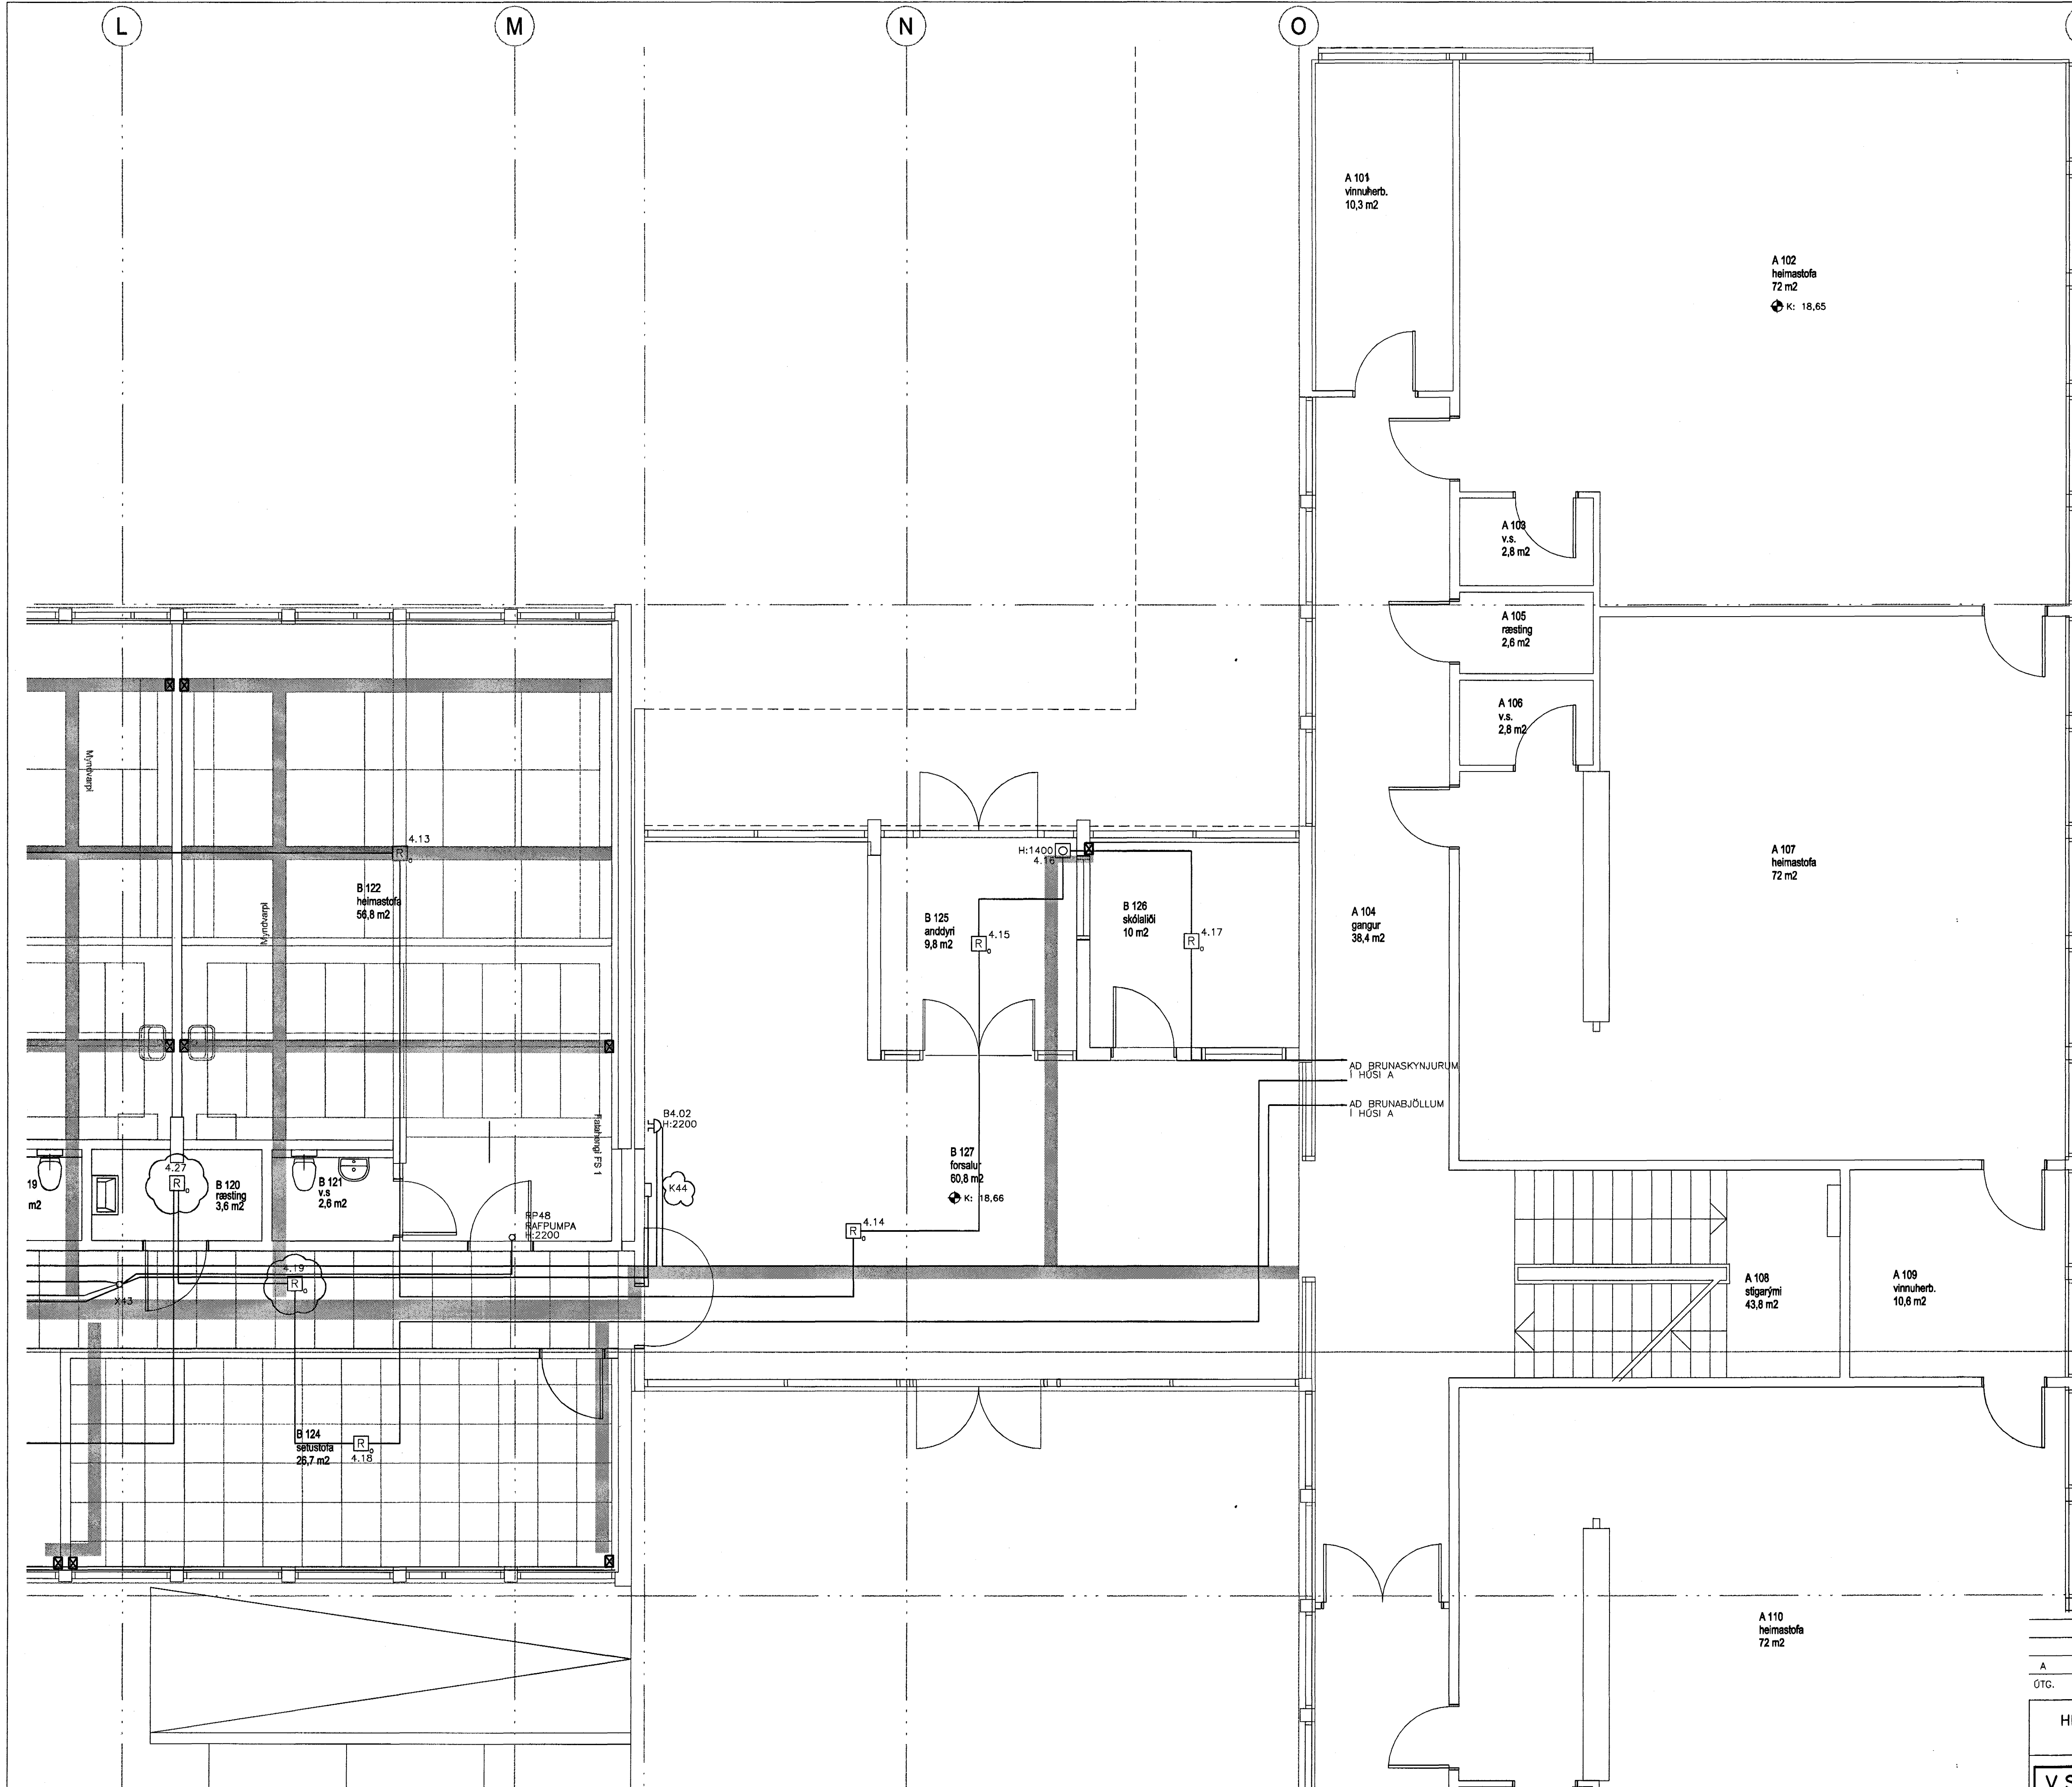 L
M
N
O
A 101
vinnuherb.
10,3 m2
A 102
heimastofa
72 m2
K: 18,65
A 103
v.s.
2,8 m2
A 105
ræsting
2,6 m2
A 106
v.s.
2,8 m2
Myndvarpi
Myndvarpi
4.13
B 122
heimastofa
56,8 m2
R
H:1400
4.16
B 125
anddyri
9,8 m2
R
4.15
B 126
skólaliði
10 m2
R
4.17
A 104
gangur
38,4 m2
A 107
heimastofa
72 m2
AÐ BRUNASKYNJURUM
Í HÚSI A
AÐ BRUNABJÖLLUM
Í HÚSI A
B4.02
H:2200
Fatahengi FS 1
K44
B 127
forsalur
60,8 m2
K: 18,66
R
4.14
19
m2
4.27
R
B 120
ræsting
3,6 m2
B 121
v.s
2,6 m2
RP48
RAFPUMPA
H:2200
4.19
R
X43
A 108
stigarými
43,8 m2
A 109
vinnuherb.
10,6 m2
B 124
setustofa
26,7 m2
R
4.18
A 110
heimastofa
72 m2
A
ÚTG.